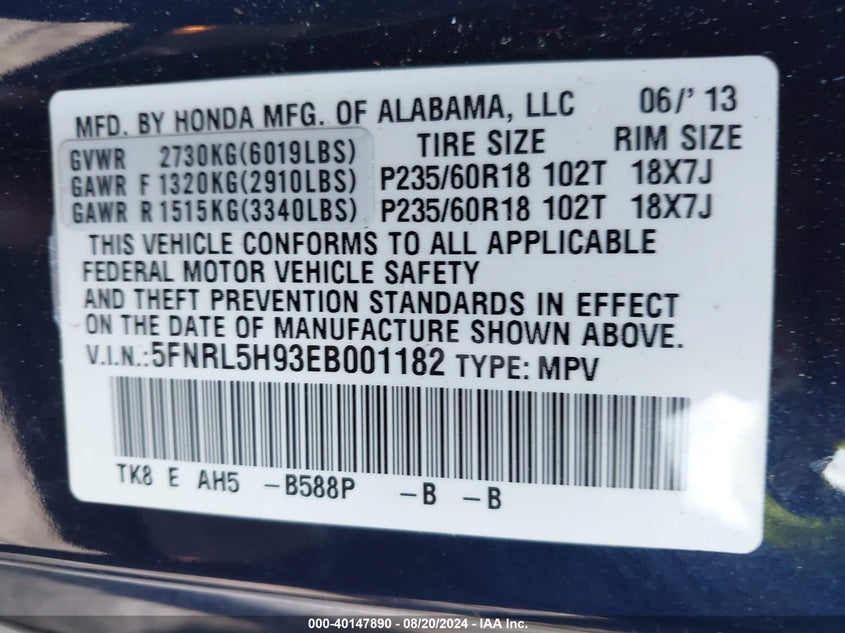 MFD. BY HONDA MFG. OF ALABAMA, LLC 06/'13
GVWR 2730KG(6019LBS) TIRE SIZE RIM SIZE
GAWR F 1320KG(2910LBS) P235/60R18 102T 18X7J
GAWR R 1515KG(3340LBS) P235/60R18 102T 18X7J
THIS VEHICLE CONFORMS TO ALL APPLICABLE
FEDERAL MOTOR VEHICLE SAFETY
AND THEFT PREVENTION STANDARDS IN EFFECT
ON THE DATE OF MANUFACTURE SHOWN ABOVE.
V.I.N.:5FNRL5H93EB001182 TYPE: MPV
TK8 E AH5 -B588P -B -B
000-40147890 - 08/20/2024 - IAA Inc.